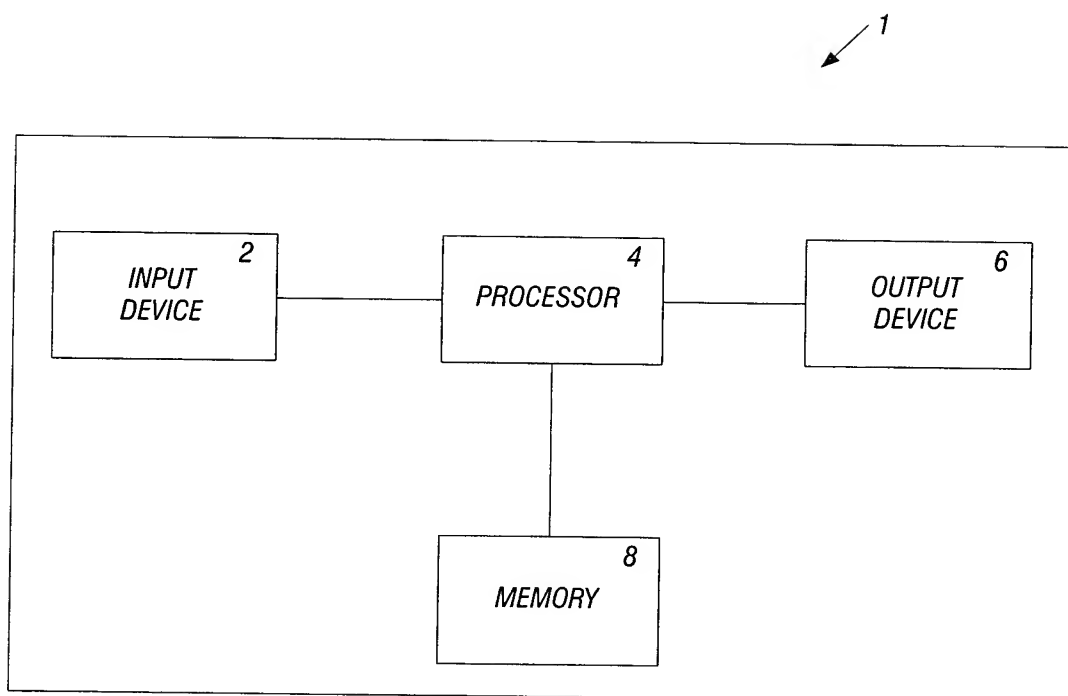 1
2
INPUT
DEVICE
4
PROCESSOR
6
OUTPUT
DEVICE
8
MEMORY